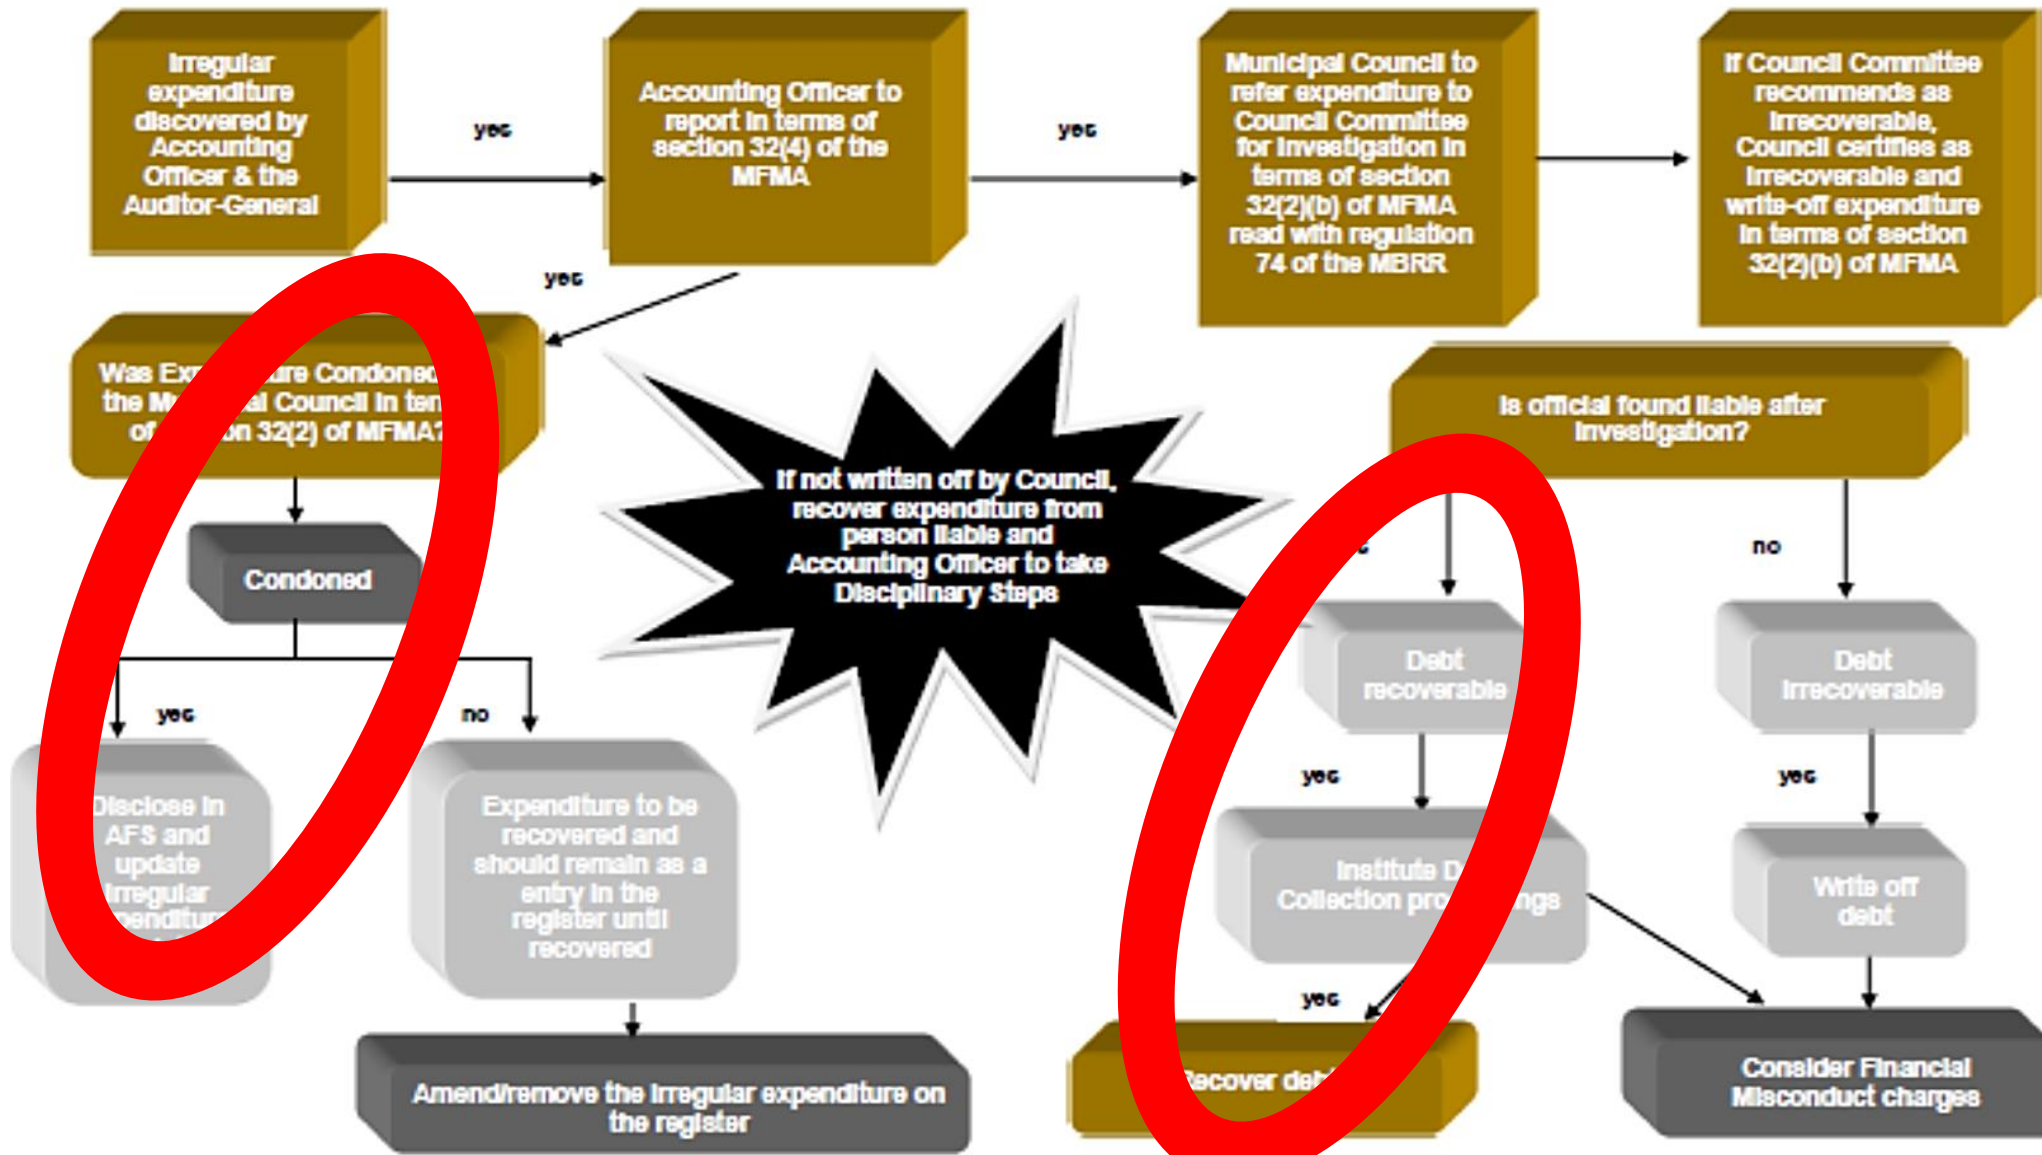 Irregular
expenditure
discovered by
Accounting
Officer & the
Auditor-General
yes
Accounting Officer to
report in terms of
section 32(4) of the
MFMA
yes
Municipal Council to
refer expenditure to
Council Committee
for investigation in
terms of section
32(2)(b) of MFMA
read with regulation
74 of the MBRR
If Council Committee
recommends as
irrecoverable,
Council certifies as
irrecoverable and
write-off expenditure
in terms of section
32(2)(b) of MFMA
yes
Was Condoned
the Council in
32(2) of MFMA?
Condoned
yes
no
Disclose in
AFS and
update
irregular
Expenditure to be
recovered and
should remain as a
entry in the
register until
recovered
Amend/remove the irregular expenditure on
the register
If not written off by Council,
recover expenditure from
person liable and
Accounting Officer to take
Disciplinary Steps
Is official found liable after
investigation?
no
Debt
recoverable
Debt
irrecoverable
yes
yes
Institute
Collection
Write off
debt
yes
Recover
Consider Financial
Misconduct charges